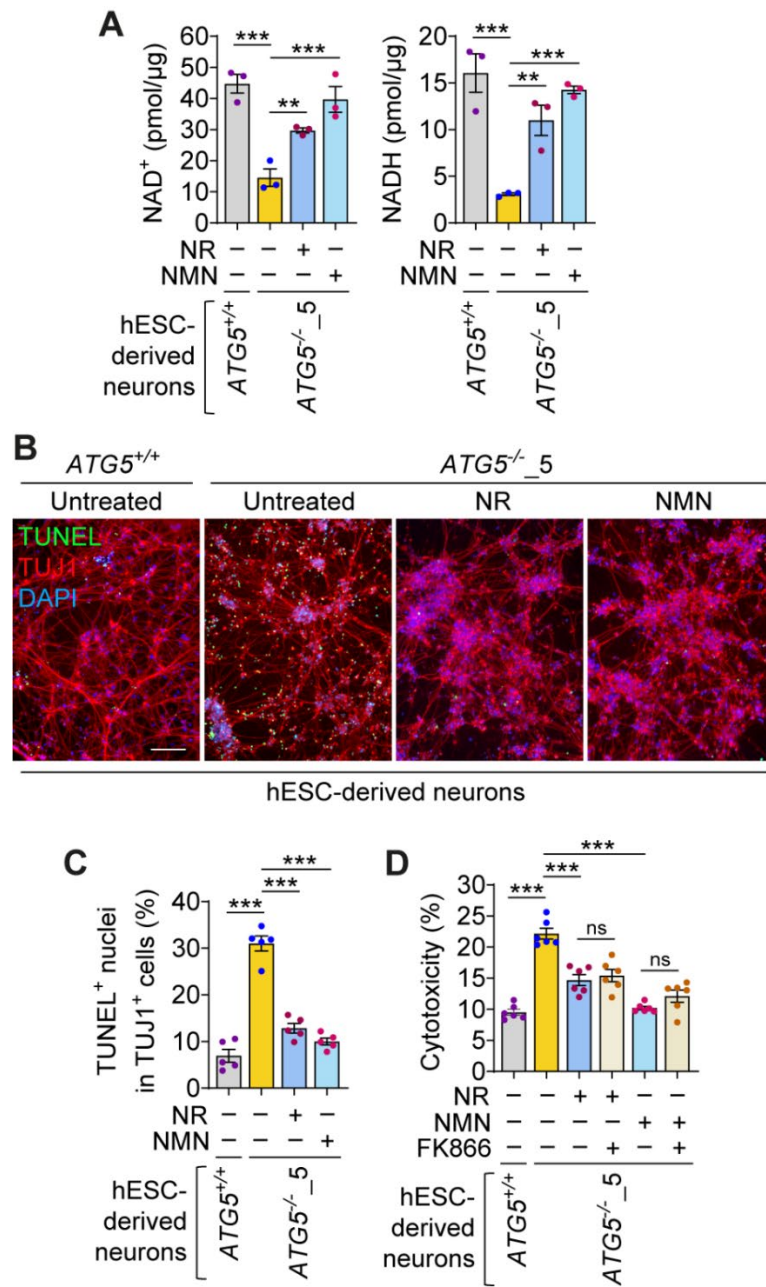 A
*** ***
**
NAD+ (pmol/µg)
60
50
40
30
20
10
0
NR − − + −
NMN − − − +
hESC-
derived
neurons
ATG5+/+
ATG5-/-_5
*** ***
**
NADH (pmol/µg)
20
15
10
5
0
NR − − + −
NMN − − − +
hESC-
derived
neurons
ATG5+/+
ATG5-/-_5
B
ATG5+/+ ATG5-/-_5
Untreated Untreated NR NMN
TUNEL
TUJ1
DAPI
hESC-derived neurons
C
***
*** ***
TUNEL+ nuclei
in TUJ1+ cells (%)
40
30
20
10
0
NR − − + −
NMN − − − +
hESC-
derived
neurons
ATG5+/+
ATG5-/-_5
D
***
*** ***
ns ns
Cytotoxicity (%)
30
25
20
15
10
5
0
NR − − + + − −
NMN − − − − + +
FK866 − − − + − +
hESC-
derived
neurons
ATG5+/+
ATG5-/-_5